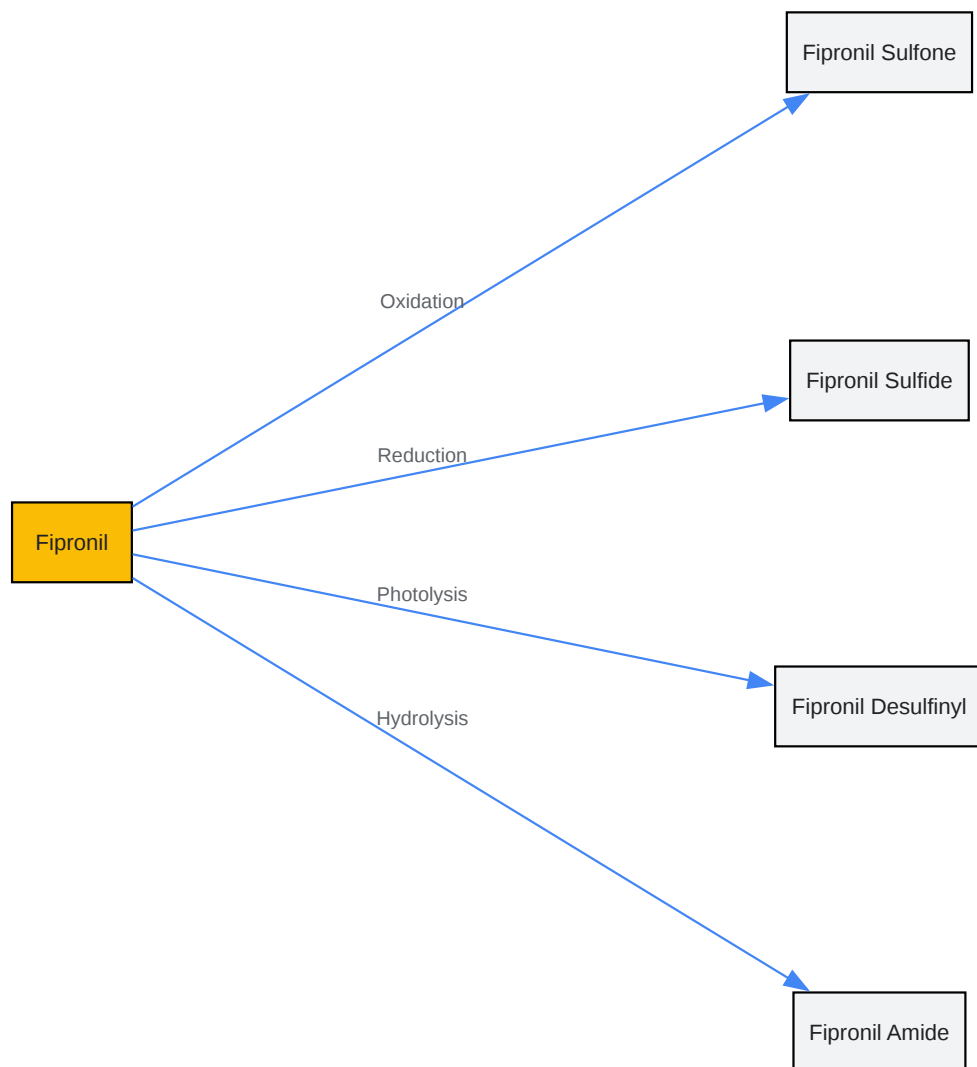 Fipronil Sulfone
Oxidation
Fipronil Sulfide
Reduction
Fipronil
Photolysis
Fipronil Desulfinyl
Hydrolysis
Fipronil Amide